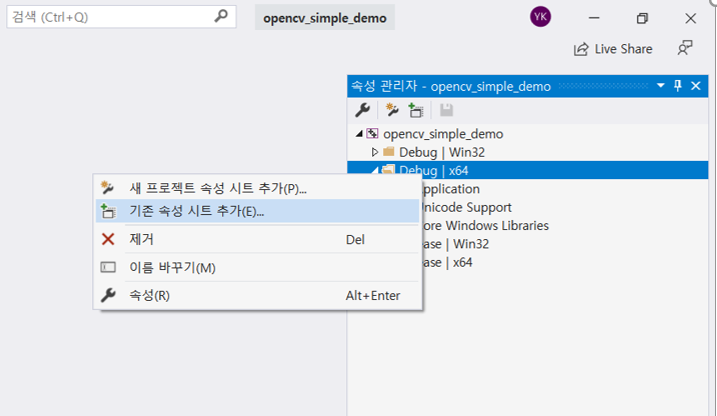 검색 (Ctrl+Q)
opencv_simple_demo
YK
Live Share
속성 관리자 - opencv_simple_demo
opencv_simple_demo
Debug | Win32
Debug | x64
새 프로젝트 속성 시트 추가(P)...
pplication
기존 속성 시트 추가(E)...
nicode Support
ore Windows Libraries
제거 Del
ase | Win32
이름 바꾸기(M)
ase | x64
속성(R) Alt+Enter